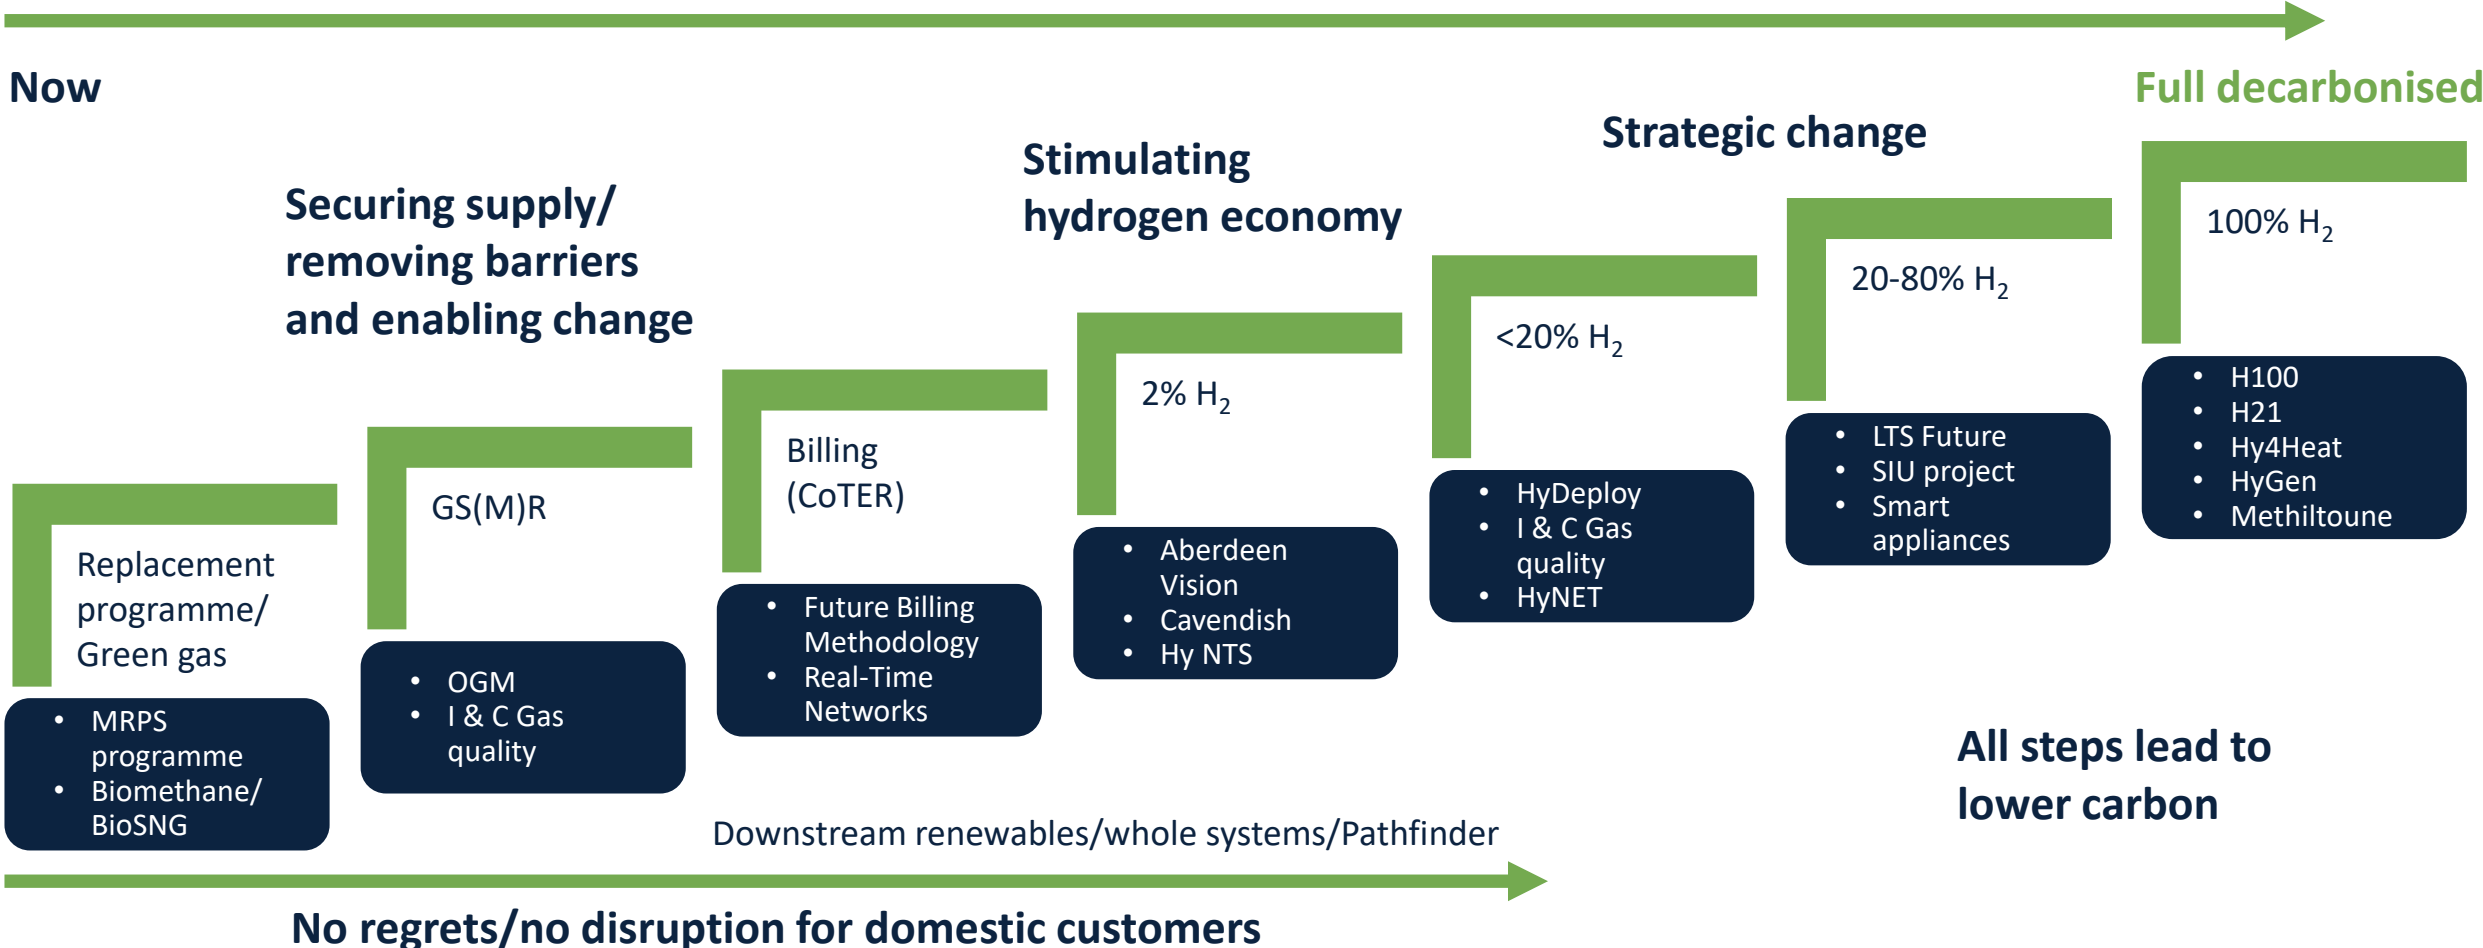 Now
Full decarbonised
Securing supply/
removing barriers
and enabling change
Stimulating
hydrogen economy
Strategic change
Replacement
programme/
Green gas
• MRPS
programme
• Biomethane/
BioSNG
GS(M)R
• OGM
• I & C Gas
quality
Billing
(CoTER)
• Future Billing
Methodology
• Real-Time
Networks
2% H₂
• Aberdeen
Vision
• Cavendish
• Hy NTS
<20% H₂
• HyDeploy
• I & C Gas
quality
• HyNET
20-80% H₂
• LTS Future
• SIU project
• Smart
appliances
100% H₂
• H100
• H21
• Hy4Heat
• HyGen
• Methiltoune
All steps lead to
lower carbon
Downstream renewables/whole systems/Pathfinder
No regrets/no disruption for domestic customers